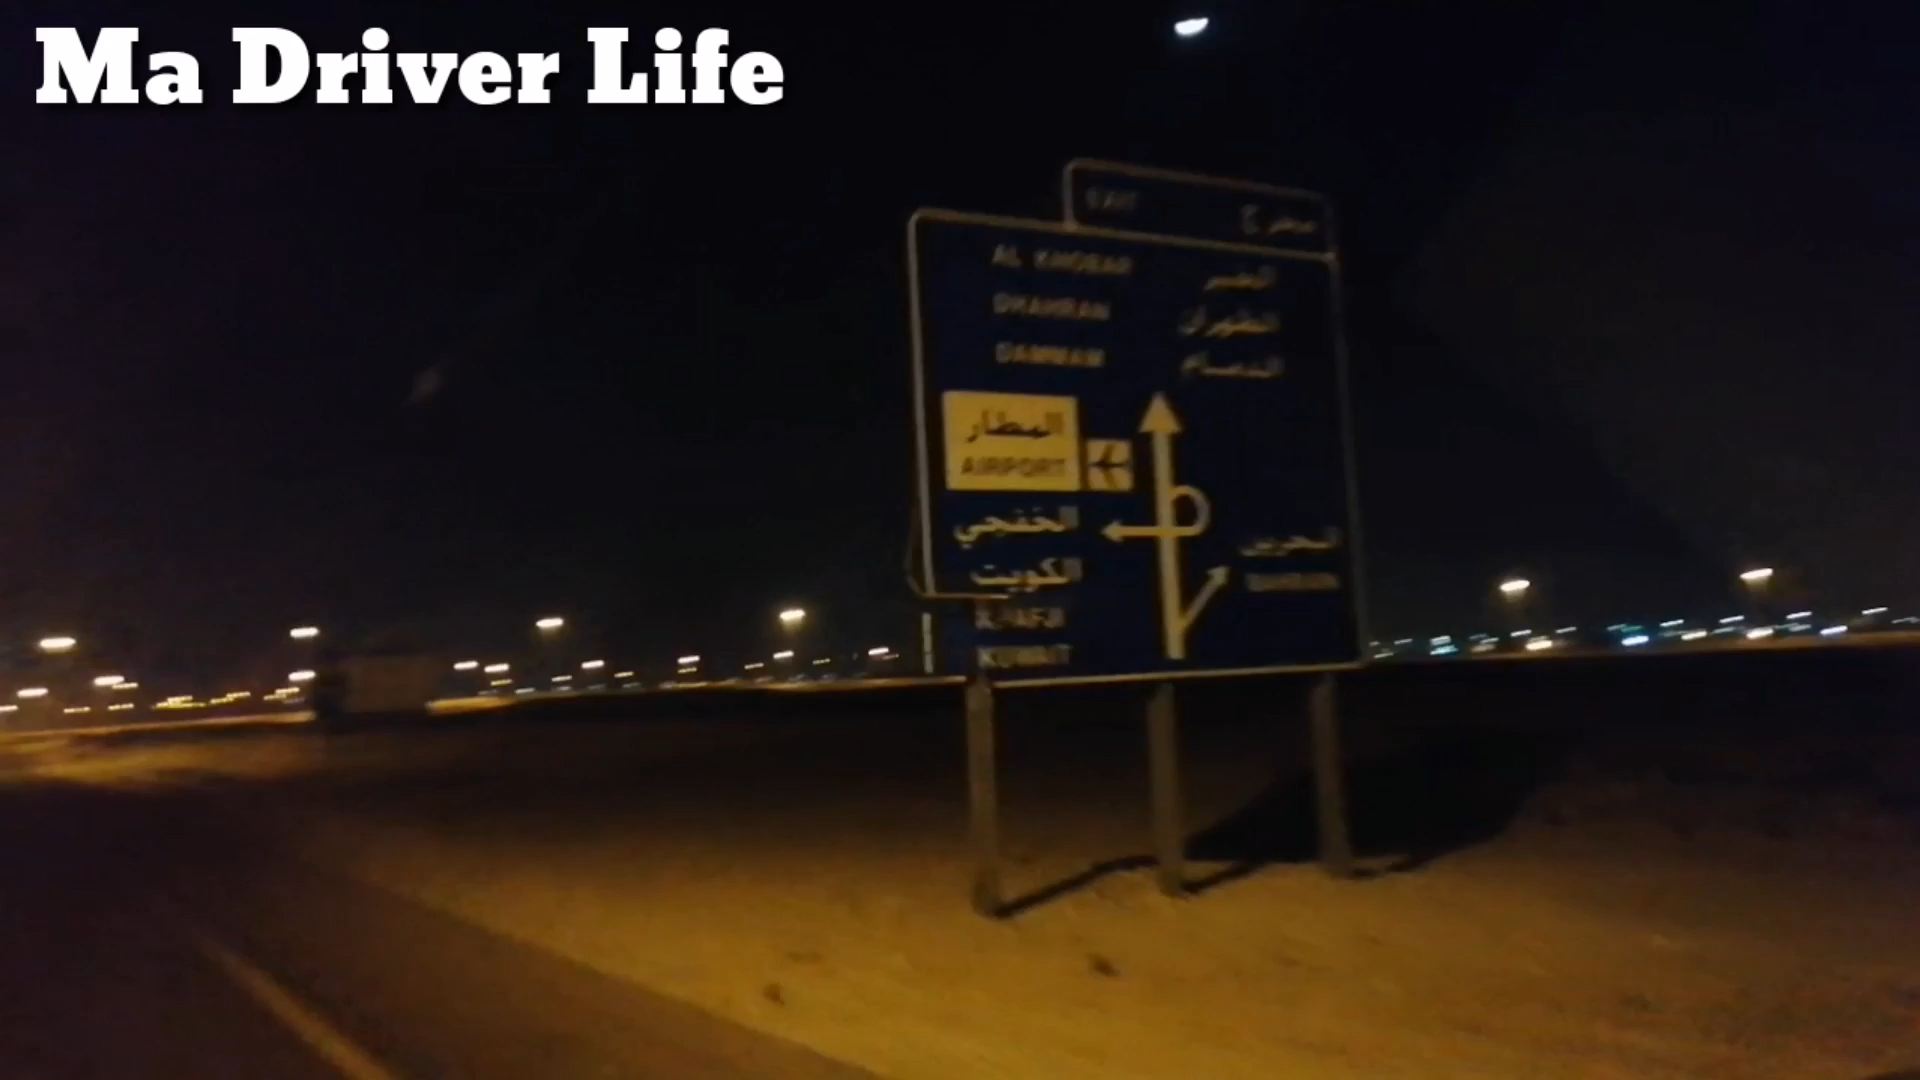 Ma Driver Life
EXIT مخرج
AL KHOBAR الخبر
DHAHRAN الظهران
DAMMAM الدمام
المطار
AIRPORT
الخفجي
الكويت
KHAFJI
KUWAIT
البحرين
BAHRAIN